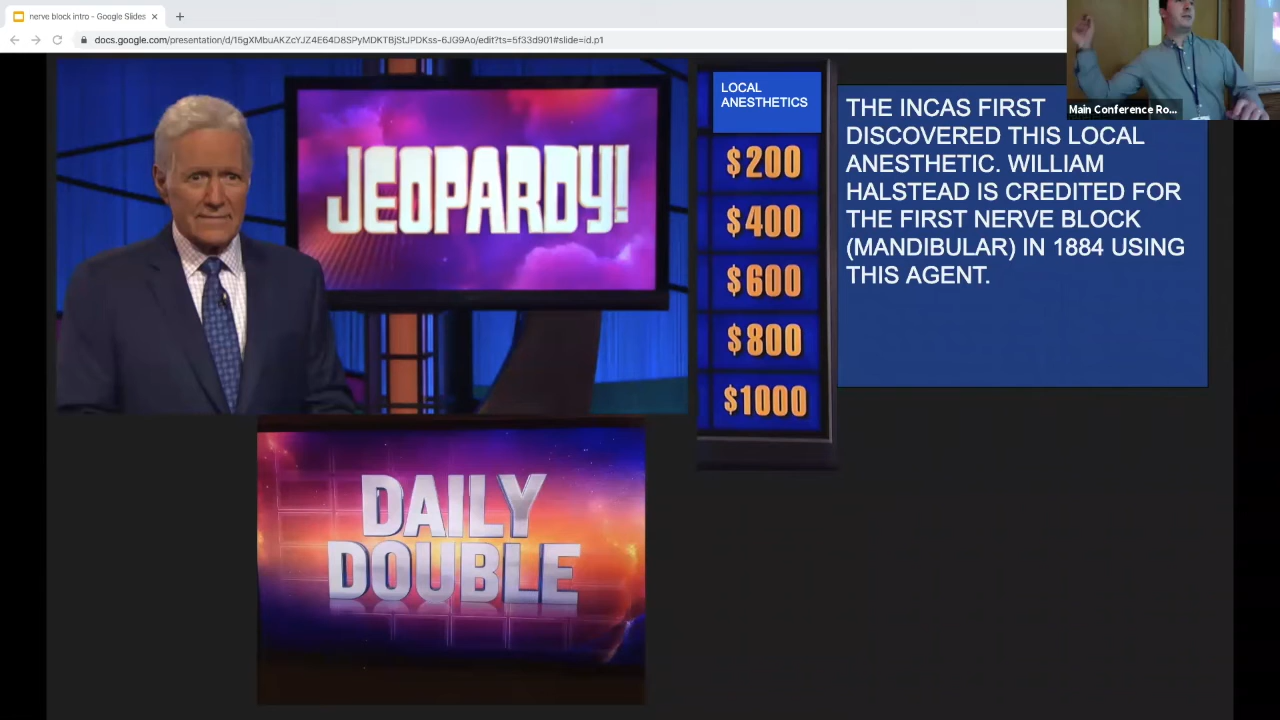 nerve block intro - Google Slides
docs.google.com/presentation/d/15gXMbuAKZcYJZ4E64D8SPyMDKTBjStJPDKss-6JG9Ao/edit?ts=5f33d901#slide=id.p1
JEOPARDY!
LOCAL
ANESTHETICS
$200
$400
$600
$800
$1000
THE INCAS FIRST
DISCOVERED THIS LOCAL
ANESTHETIC. WILLIAM
HALSTEAD IS CREDITED FOR
THE FIRST NERVE BLOCK
(MANDIBULAR) IN 1884 USING
THIS AGENT.
Main Conference Ro...
DAILY
DOUBLE